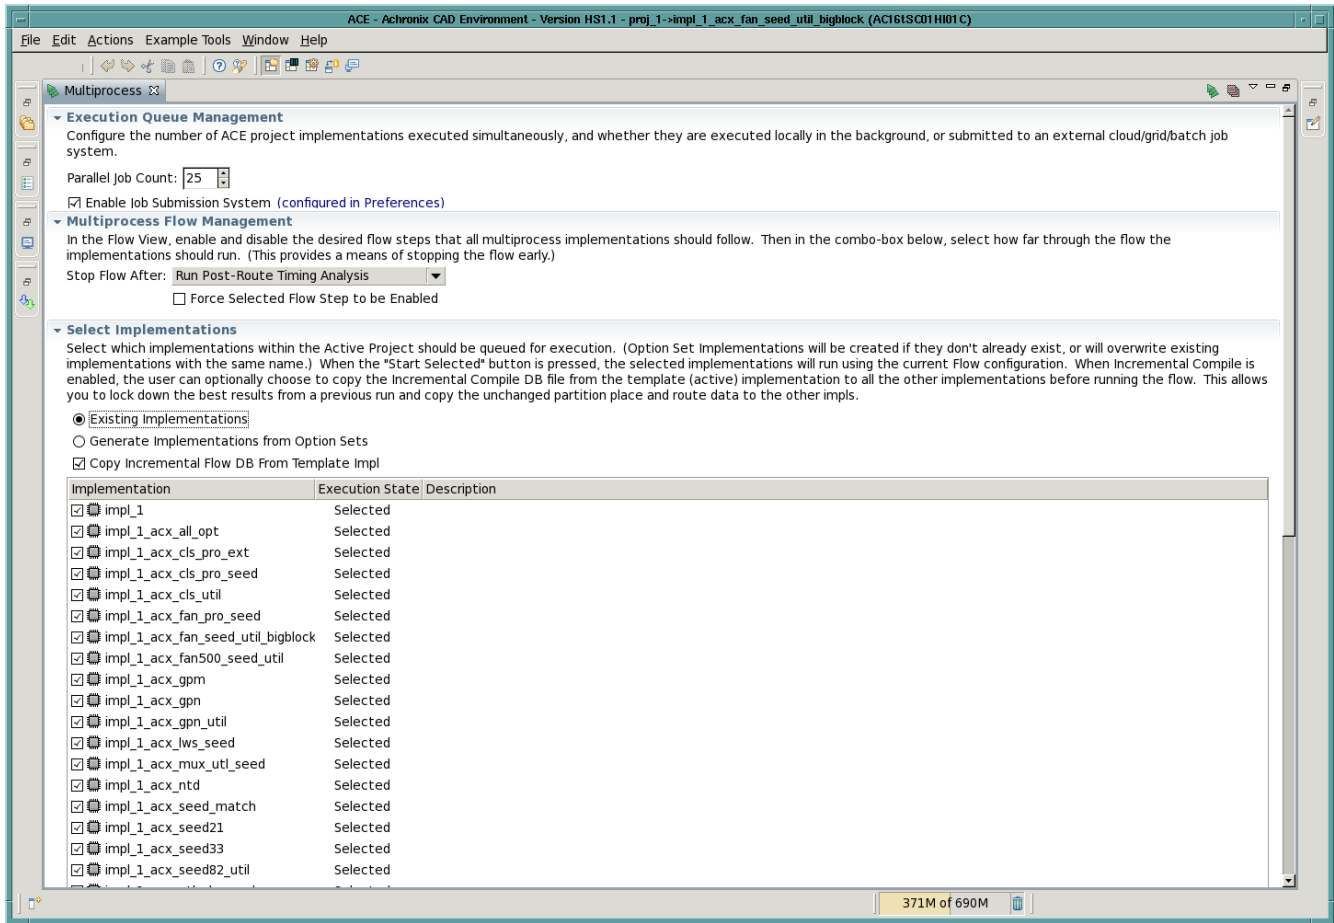 ACE - Achronix CAD Environment - Version HS1.1 - proj_1->impl_1_acx_fan_seed_util_bigblock (AC16tSC01HI01C)
File Edit Actions Example Tools Window Help
Multiprocess
Execution Queue Management
Configure the number of ACE project implementations executed simultaneously, and whether they are executed locally in the background, or submitted to an external cloud/grid/batch job
system.
Parallel Job Count: 25
Enable Job Submission System (configured in Preferences)
Multiprocess Flow Management
In the Flow View, enable and disable the desired flow steps that all multiprocess implementations should follow. Then in the combo-box below, select how far through the flow the
implementations should run. (This provides a means of stopping the flow early.)
Stop Flow After: Run Post-Route Timing Analysis
Force Selected Flow Step to be Enabled
Select Implementations
Select which implementations within the Active Project should be queued for execution. (Option Set Implementations will be created if they don't already exist, or will overwrite existing
implementations with the same name.) When the "Start Selected" button is pressed, the selected implementations will run using the current Flow configuration. When Incremental Compile is
enabled, the user can optionally choose to copy the Incremental Compile DB file from the template (active) implementation to all the other implementations before running the flow. This allows
you to lock down the best results from a previous run and copy the unchanged partition place and route data to the other impls.
Existing Implementations
Generate Implementations from Option Sets
Copy Incremental Flow DB From Template Impl
Implementation Execution State Description
impl_1 Selected
impl_1_acx_all_opt Selected
impl_1_acx_cls_pro_ext Selected
impl_1_acx_cls_pro_seed Selected
impl_1_acx_cls_util Selected
impl_1_acx_fan_pro_seed Selected
impl_1_acx_fan_seed_util_bigblock Selected
impl_1_acx_fan500_seed_util Selected
impl_1_acx_gpm Selected
impl_1_acx_gpn Selected
impl_1_acx_gpn_util Selected
impl_1_acx_lws_seed Selected
impl_1_acx_mux_utl_seed Selected
impl_1_acx_ntd Selected
impl_1_acx_seed_match Selected
impl_1_acx_seed21 Selected
impl_1_acx_seed33 Selected
impl_1_acx_seed82_util Selected
371M of 690M